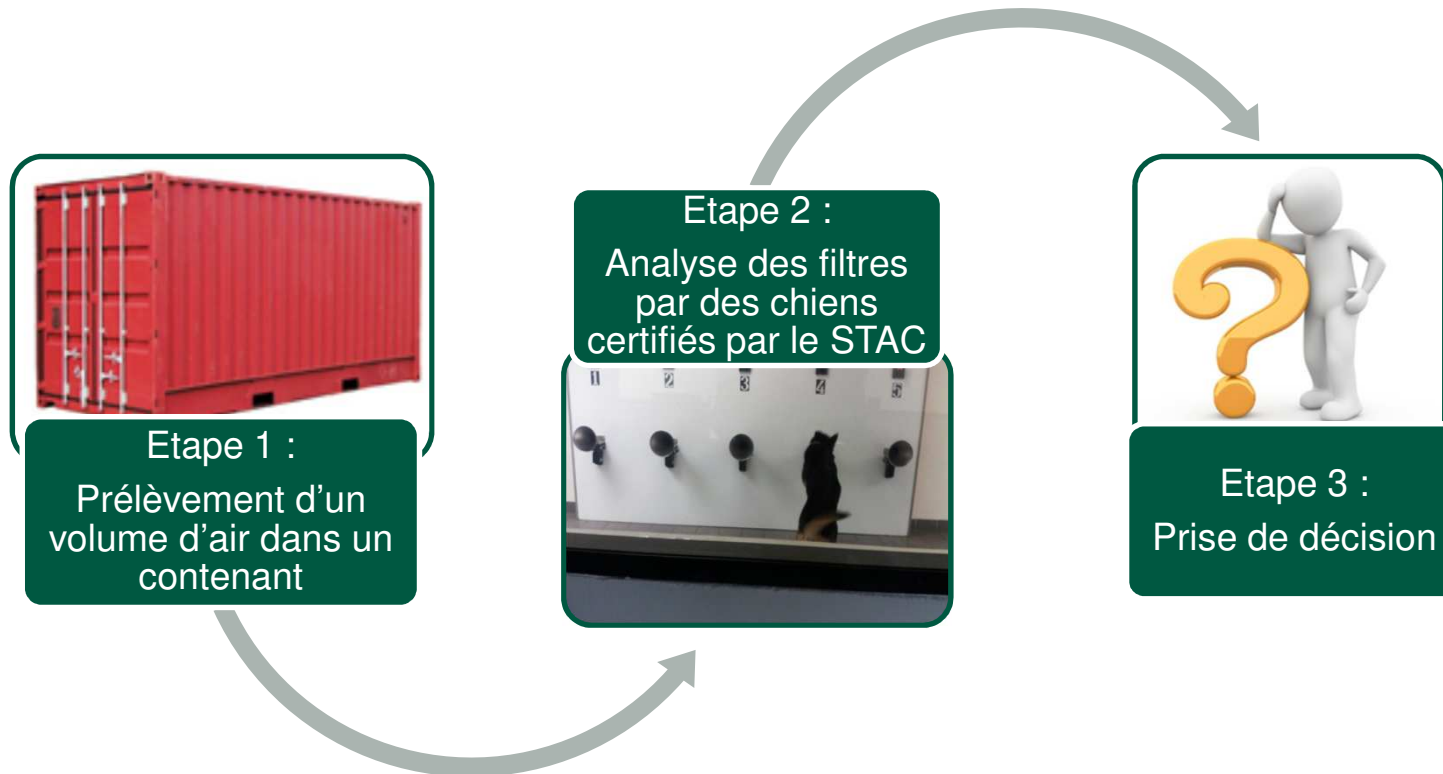 Etape 1 :
Prélèvement d'un
volume d'air dans un
contenant
Etape 2 :
Analyse des filtres
par des chiens
certifiés par le STAC
1 2 3 4 5
Etape 3 :
Prise de décision